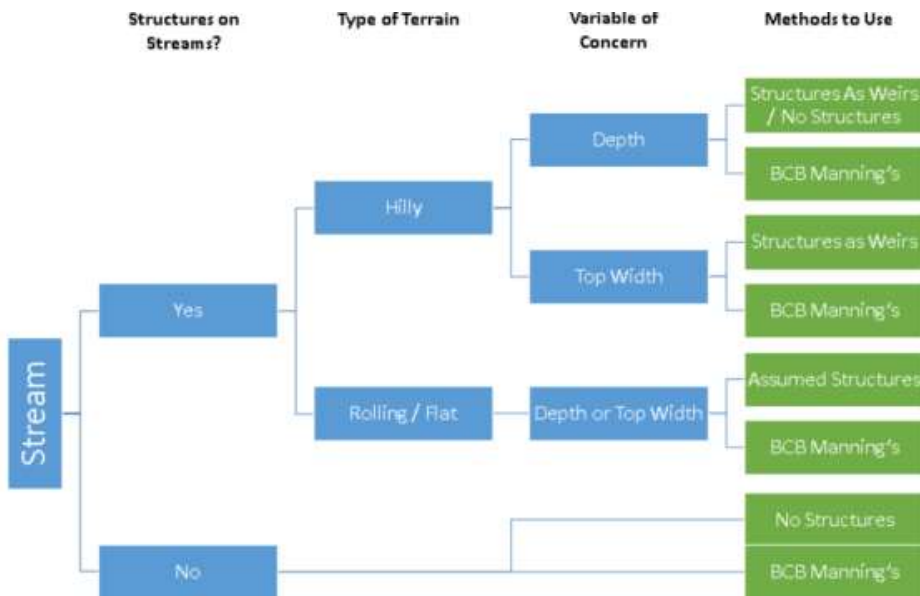 Structures on
Streams?
Type of Terrain
Variable of
Concern
Methods to Use
Stream
Yes
No
Hilly
Rolling / Flat
Depth
Top Width
Depth or Top Width
Structures As Weirs
/ No Structures
BCB Manning's
Structures as Weirs
BCB Manning's
Assumed Structures
BCB Manning's
No Structures
BCB Manning's